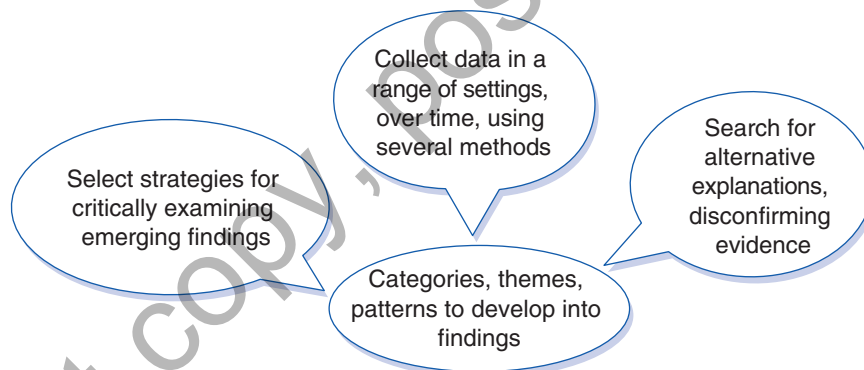 Collect data in a
range of settings,
over time, using
several methods
Search for
alternative
explanations,
disconfirming
evidence
Select strategies for
critically examining
emerging findings
Categories, themes,
patterns to develop into
findings
copy, pos